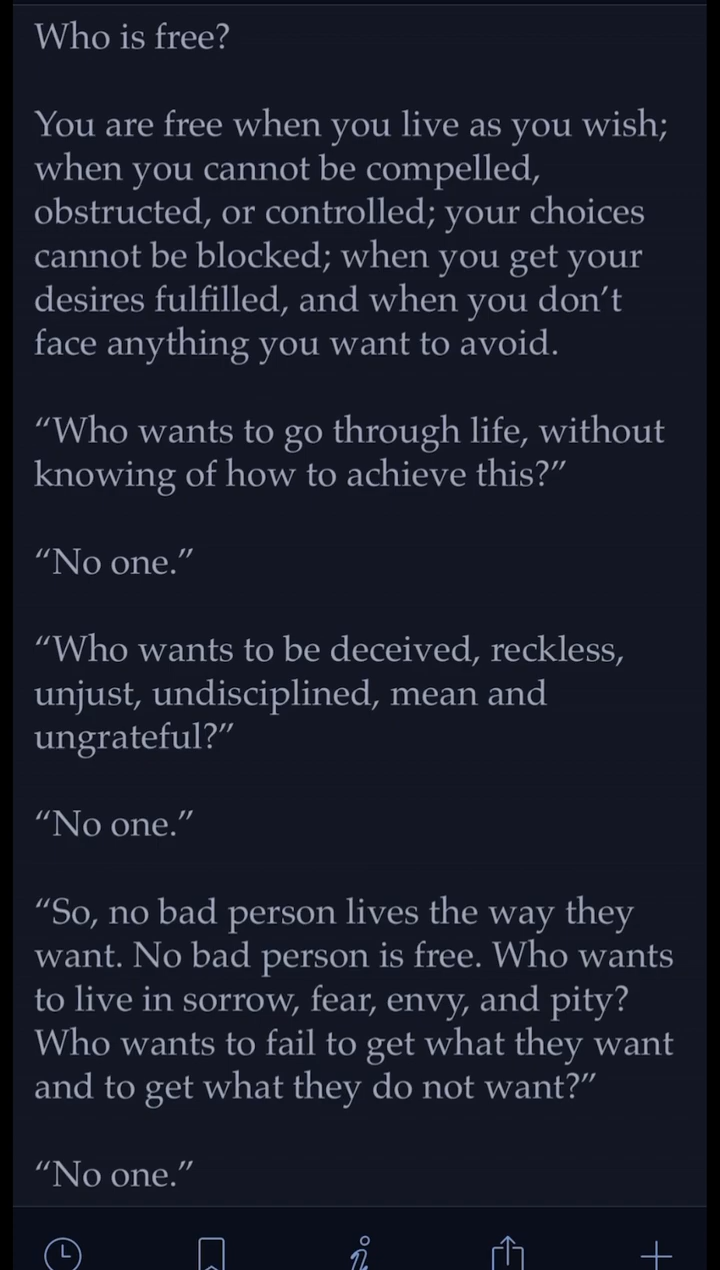 Who is free?
You are free when you live as you wish;
when you cannot be compelled,
obstructed, or controlled; your choices
cannot be blocked; when you get your
desires fulfilled, and when you don’t
face anything you want to avoid.
“Who wants to go through life, without
knowing of how to achieve this?”
“No one.”
“Who wants to be deceived, reckless,
unjust, undisciplined, mean and
ungrateful?”
“No one.”
“So, no bad person lives the way they
want. No bad person is free. Who wants
to live in sorrow, fear, envy, and pity?
Who wants to fail to get what they want
and to get what they do not want?”
“No one.”